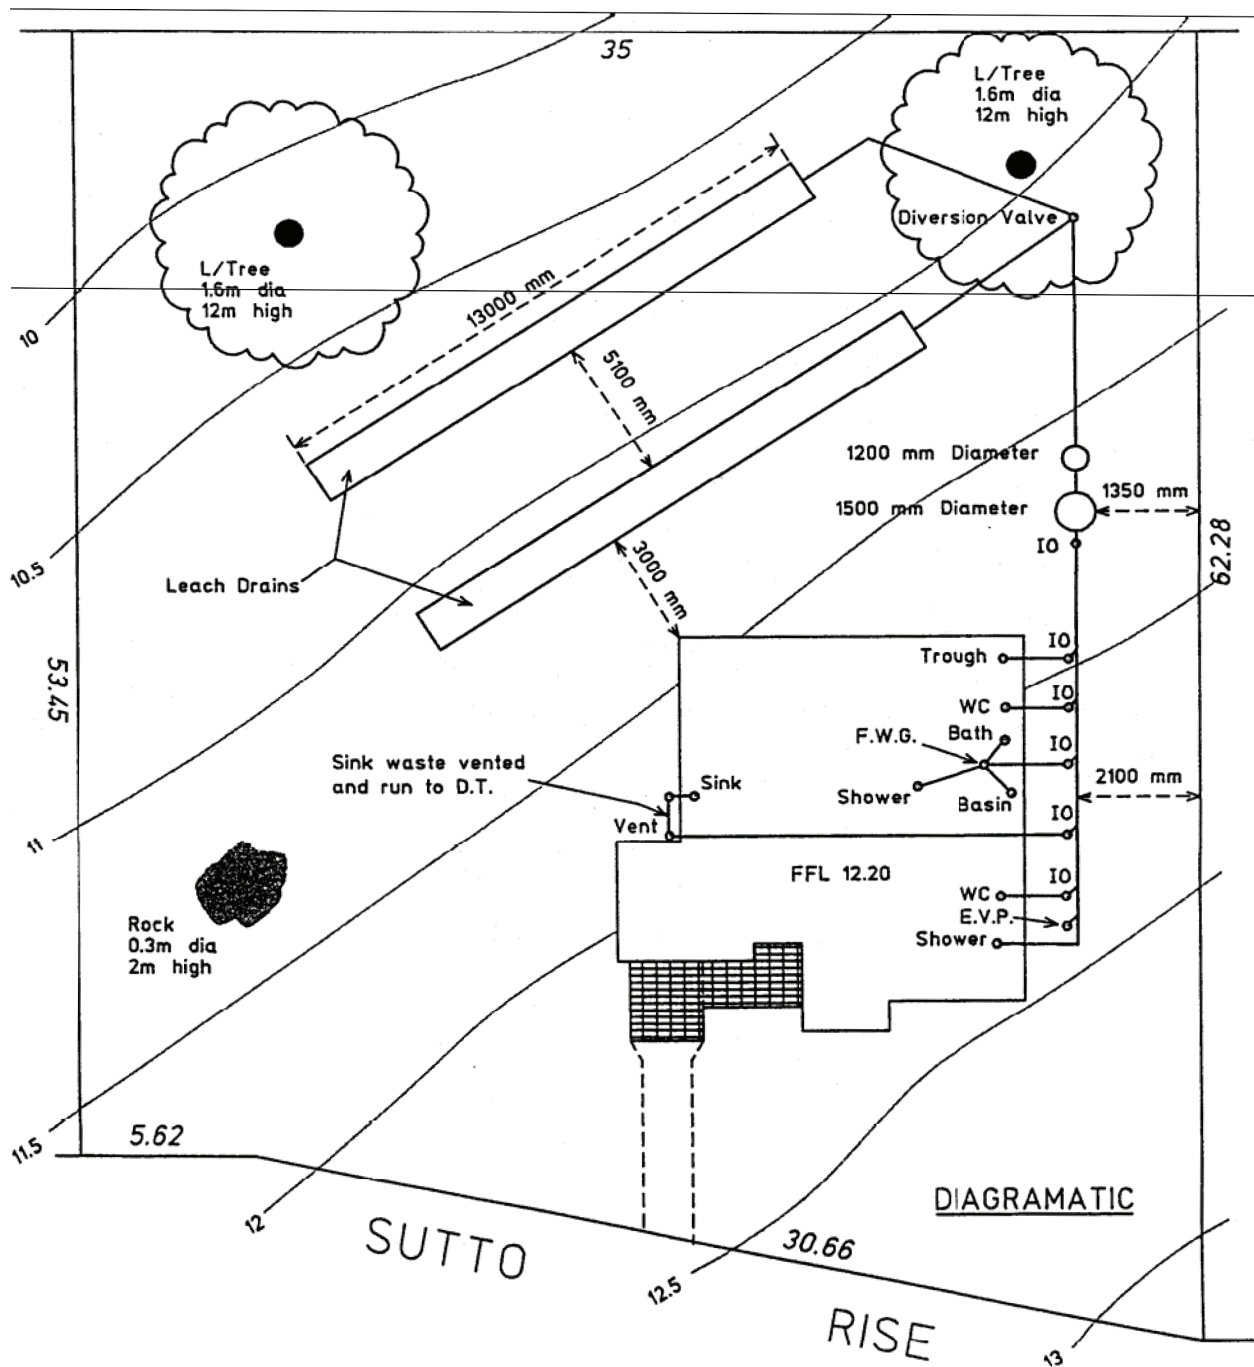 35
L/Tree
1.6m dia
12m high
Diversion Valve
L/Tree
1.6m dia
12m high
13000 mm
10
5100 mm
1200 mm Diameter
1350 mm
1500 mm Diameter
IO
62.28
10.5
3000 mm
Leach Drains
IO
Trough
53.45
IO
WC
Bath
F.W.G.
IO
Sink waste vented
and run to D.T.
Sink
Shower
Basin
2100 mm
Vent
IO
11
FFL 12.20
IO
WC
E.V.P.
Rock
0.3m dia
2m high
Shower
11.5
5.62
DIAGRAMATIC
12
SUTTO
30.66
12.5
RISE
13